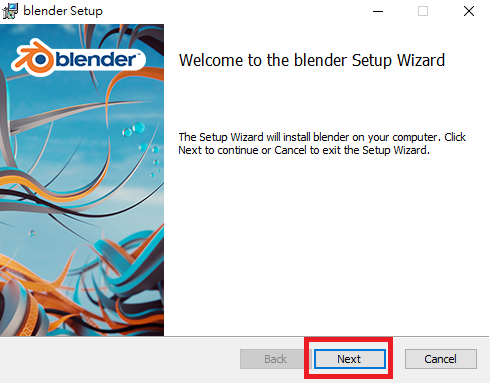 blender Setup
blender
Welcome to the blender Setup Wizard
The Setup Wizard will install blender on your computer. Click
Next to continue or Cancel to exit the Setup Wizard.
Back
Next
Cancel